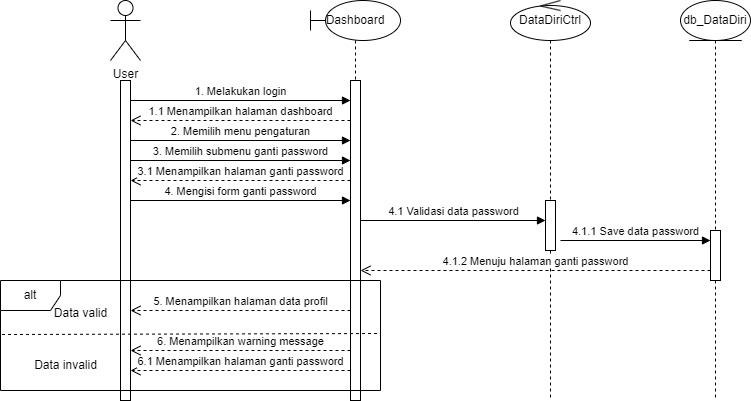 Dashboard
DataDiriCtrl
db_DataDiri
User
1. Melakukan login
1.1 Menampilkan halaman dashboard
2. Memilih menu pengaturan
3. Memilih submenu ganti password
3.1 Menampilkan halaman ganti password
4. Mengisi form ganti password
4.1 Validasi data password
4.1.1 Save data password
4.1.2 Menuju halaman ganti password
alt
5. Menampilkan halaman data profil
Data valid
6. Menampilkan warning message
6.1 Menampilkan halaman ganti password
Data invalid